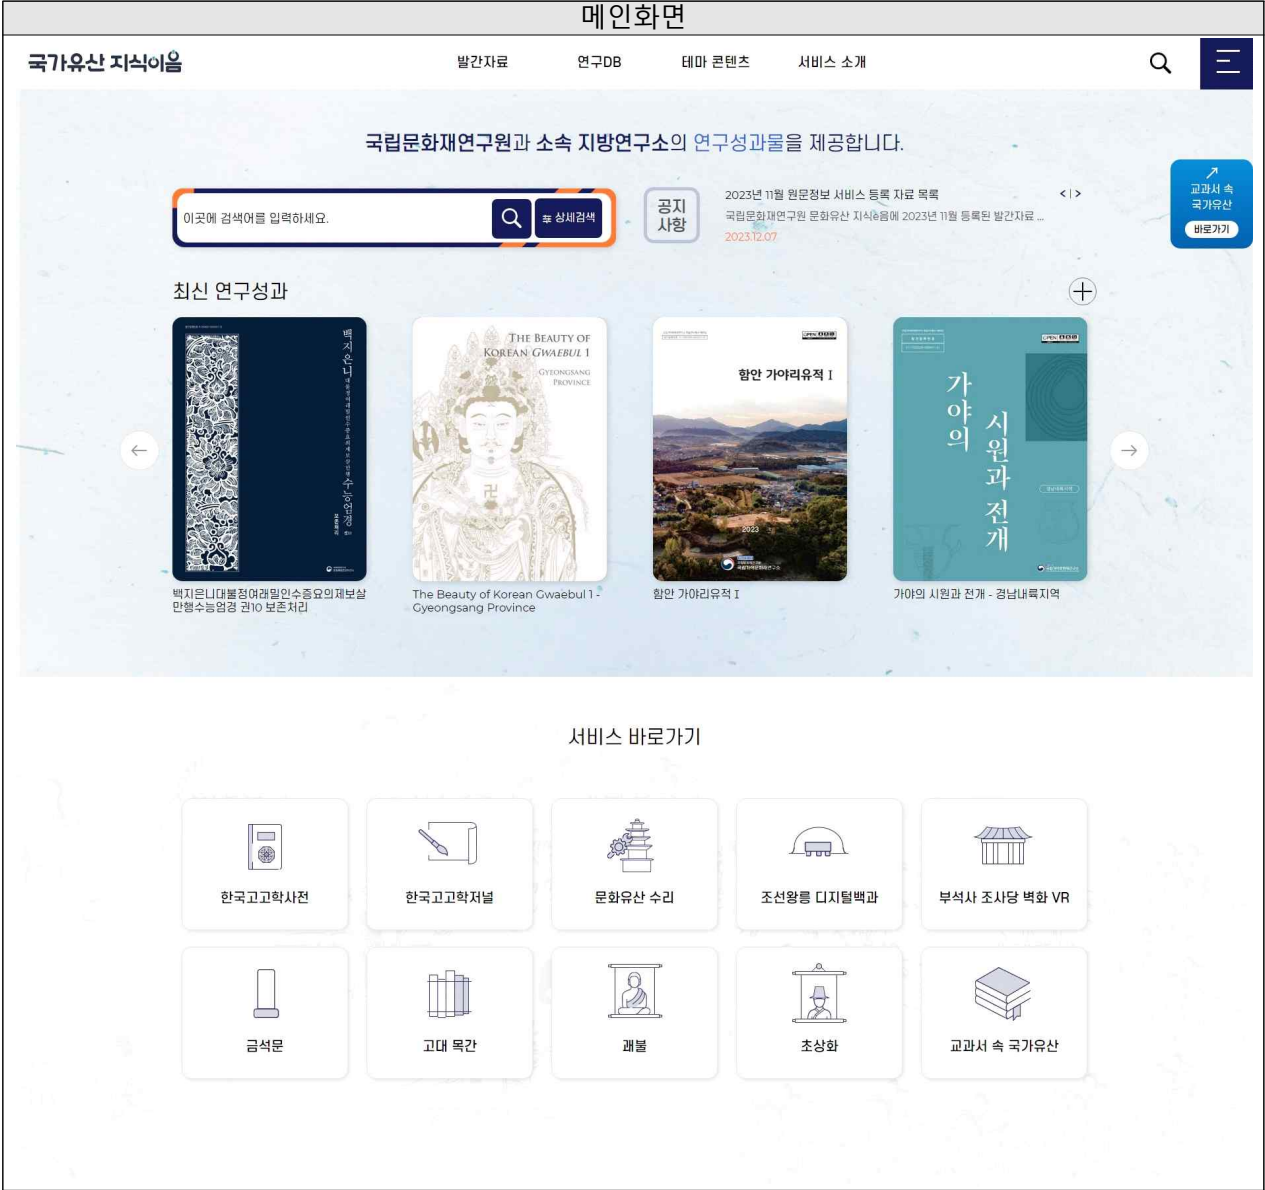 메인화면
국가유산 지식이음
발간자료 연구DB 테마 콘텐츠 서비스 소개
국립문화재연구원과 소속 지방연구소의 연구성과물을 제공합니다.
교과서 속
국가유산
바로가기
이곳에 검색어를 입력하세요.
상세검색
공지
사항
2023년 11월 원문정보 서비스 등록 자료 목록
국립문화재연구원 문화유산 지식이음에 2023년 11월 등록된 발간자료 ...
2023.12.07
최신 연구성과
백지은니
수능엄경
보존처리
THE BEAUTY OF
KOREAN GWAEBUL 1
GYEONGSANG
PROVINCE
함안 가야리유적 I
2023
가야의
시원과 전개
백지은니대불정여래밀인수증요의제보살
만행수능엄경 권10 보존처리
The Beauty of Korean Gwaebul 1 -
Gyeongsang Province
함안 가야리유적 I
가야의 시원과 전개 - 경남내륙지역
서비스 바로가기
한국고고학사전
한국고고학저널
문화유산 수리
조선왕릉 디지털백과
부석사 조사당 벽화 VR
금석문
고대 목간
괘불
초상화
교과서 속 국가유산